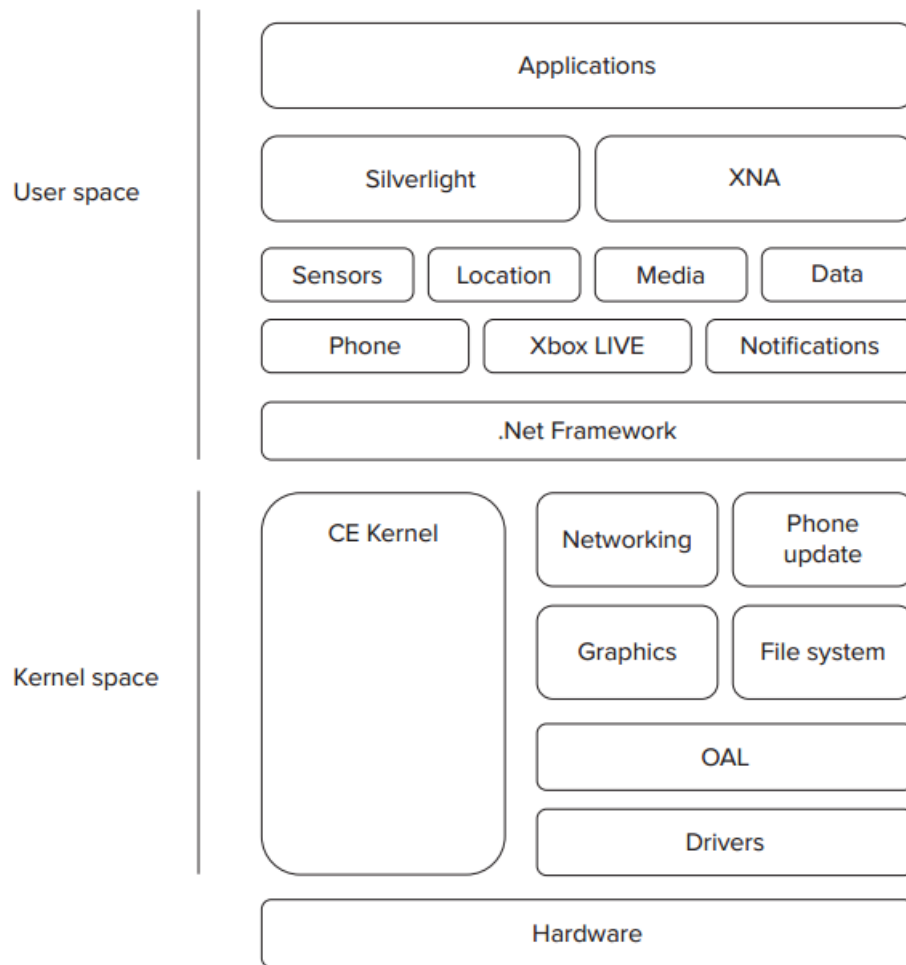 Applications
User space
Silverlight
XNA
Sensors
Location
Media
Data
Phone
Xbox LIVE
Notifications
.Net Framework
CE Kernel
Networking
Phone
update
Kernel space
Graphics
File system
OAL
Drivers
Hardware